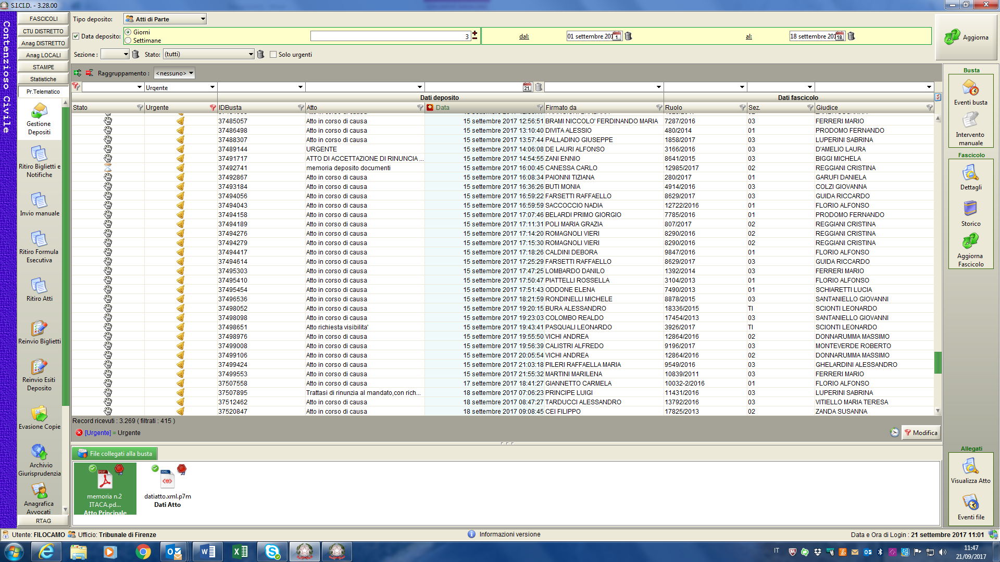 S.I.CI.D. - 3.28.00
Contenzioso Civile
FASCICOLI
CTU DISTRETTO
Anag DISTRETTO
Anag LOCALI
STAMPE
Statistiche
Pr.Telematico
Gestione Depositi
Ritiro Biglietti e Notifiche
Invio manuale
Ritiro Formula Esecutiva
Ritiro Atti
Reinvio Biglietti
Reinvio Esiti Deposito
Evasione Copie
Archivio Giurisprudenzia
Anagrafica Avvocati
RTAG
Tipo deposito: Atti di Parte
Data deposito: Giorni Settimane 3 dal: 01 settembre 201 al: 18 settembre 201
Sezione : Stato: (tutti) Solo urgenti
Aggiorna
Raggruppamento : <nessuno>
Urgente
Dati deposito Dati fascicolo
Stato Urgente IDBusta Atto Data Firmato da Ruolo Sez. Giudice
37485057 Atto in corso di causa 15 settembre 2017 12:56:51 BRAMI NICCOLO' FERDINANDO MARIA 7287/2016 03 FERRERI MARIO
37486498 Atto in corso di causa 15 settembre 2017 13:10:40 DIVITA ALESSIO 480/2014 01 PRODOMO FERNANDO
37488307 Atto in corso di causa 15 settembre 2017 13:57:44 PALLADINO GIUSEPPE 1858/2017 03 LUPERINI SABRINA
37489144 URGENTE 15 settembre 2017 14:06:08 DE LAURI ALFONSO 3166/2016 03 D'AMELIO LAURA
37491717 ATTO DI ACCETTAZIONE DI RINUNCIA ... 15 settembre 2017 14:54:55 ZANI ENNIO 8641/2015 03 BIGGI MICHELA
37492741 memoria deposito documenti 15 settembre 2017 16:00:45 CANESSA CARLO 12985/2017 02 REGGIANI CRISTINA
37492867 Atto in corso di causa 15 settembre 2017 16:08:34 PAIONNI TIZIANA 280/2017 01 GARUFI DANIELA
37493184 Atto in corso di causa 15 settembre 2017 16:36:26 BUTI MONIA 4914/2016 03 COLZI GIOVANNA
37494056 Atto in corso di causa 15 settembre 2017 16:59:22 FARSETTI RAFFAELLO 8629/2017 03 GUIDA RICCARDO
37494043 Atto in corso di causa 15 settembre 2017 16:59:59 SACCOCCIO NADIA 12722/2016 01 FLORIO ALFONSO
37494158 Atto in corso di causa 15 settembre 2017 17:07:46 BELARDI PRIMO GIORGIO 7785/2016 01 PRODOMO FERNANDO
37494189 Atto in corso di causa 15 settembre 2017 17:11:31 POLI MARIA GRAZIA 807/2017 02 REGGIANI CRISTINA
37494276 Atto in corso di causa 15 settembre 2017 17:14:20 ROMAGNOLI VIERI 8290/2016 02 REGGIANI CRISTINA
37494279 Atto in corso di causa 15 settembre 2017 17:15:30 ROMAGNOLI VIERI 8290/2016 02 REGGIANI CRISTINA
37494417 Atto in corso di causa 15 settembre 2017 17:18:26 CALDINI DEBORA 9847/2016 01 FLORIO ALFONSO
37494614 Atto in corso di causa 15 settembre 2017 17:25:29 FARSETTI RAFFAELLO 8629/2017 03 GUIDA RICCARDO
37495303 Atto in corso di causa 15 settembre 2017 17:47:25 LOMBARDO DANILO 1392/2014 03 FERRERI MARIO
37495410 Atto in corso di causa 15 settembre 2017 17:50:47 PIATTELLI ROSSELLA 3104/2013 01 FLORIO ALFONSO
37495454 Atto in corso di causa 15 settembre 2017 17:51:43 ODDONE ELENA 7490/2013 01 SCHIARETTI LUCIA
37496536 Atto in corso di causa 15 settembre 2017 18:21:59 RONDINELLI MICHELE 8878/2015 03 SANTANIELLO GIOVANNI
37498052 Atto in corso di causa 15 settembre 2017 19:20:15 BURA ALESSANDRO 18336/2015 TI SCIONTI LEONARDO
37498098 Atto in corso di causa 15 settembre 2017 19:23:03 COLOMBO REALDO 17454/2013 03 SANTANIELLO GIOVANNI
37498651 Atto richiesta visibilita' 15 settembre 2017 19:43:41 PASQUALI LEONARDO 3926/2017 TI SCIONTI LEONARDO
37498976 Atto in corso di causa 15 settembre 2017 19:55:50 VICHI ANDREA 12864/2016 02 DONNARUMMA MASSIMO
37499008 Atto in corso di causa 15 settembre 2017 19:56:39 CALISTRI ALFREDO 9196/2017 03 MONTEVERDE ROBERTO
37499106 Atto in corso di causa 15 settembre 2017 20:05:54 VICHI ANDREA 12864/2016 02 DONNARUMMA MASSIMO
37499424 Atto in corso di causa 15 settembre 2017 21:03:18 PILERI RAFFAELLA MARIA 9549/2016 03 GHELARDINI ALESSANDRO
37499553 Atto in corso di causa 15 settembre 2017 21:55:32 MARTINI MARILENA 10839/2011 03 FERRERI MARIO
37507558 Atto in corso di causa 17 settembre 2017 18:41:27 GIANNETTO CARMELA 10032-2/2016 01 FLORIO ALFONSO
37507895 Trattasi di rinunzia al mandato,con rich... 18 settembre 2017 07:06:23 PRINCIPE LUIGI 11431/2016 03 LUPERINI SABRINA
37512462 Atto in corso di causa 18 settembre 2017 08:47:27 TARDUCCI ALESSANDRO 13792/2016 03 VITIELLO MARIA TERESA
37520847 Atto in corso di causa 18 settembre 2017 09:08:45 CEI FILIPPO 17825/2013 02 ZANDA SUSANNA
Record ricevuti : 3.269 ( filtrati : 415 )
[Urgente] = Urgente
Modifica
File collegati alla busta
memoria n.2 ITACA.pd...
Atto Principale
datiatto.xml.p7m
Dati Atto
Busta
Eventi busta
Intervento manuale
Fascicolo
Dettagli
Storico
Aggiorna Fascicolo
Allegati
Visualizza Atto
Eventi file
Utente: FILOCAMO Ufficio: Tribunale di Firenze
Informazioni versione
Data e Ora di Login : 21 settembre 2017 11:01
IT
11:47
21/09/2017